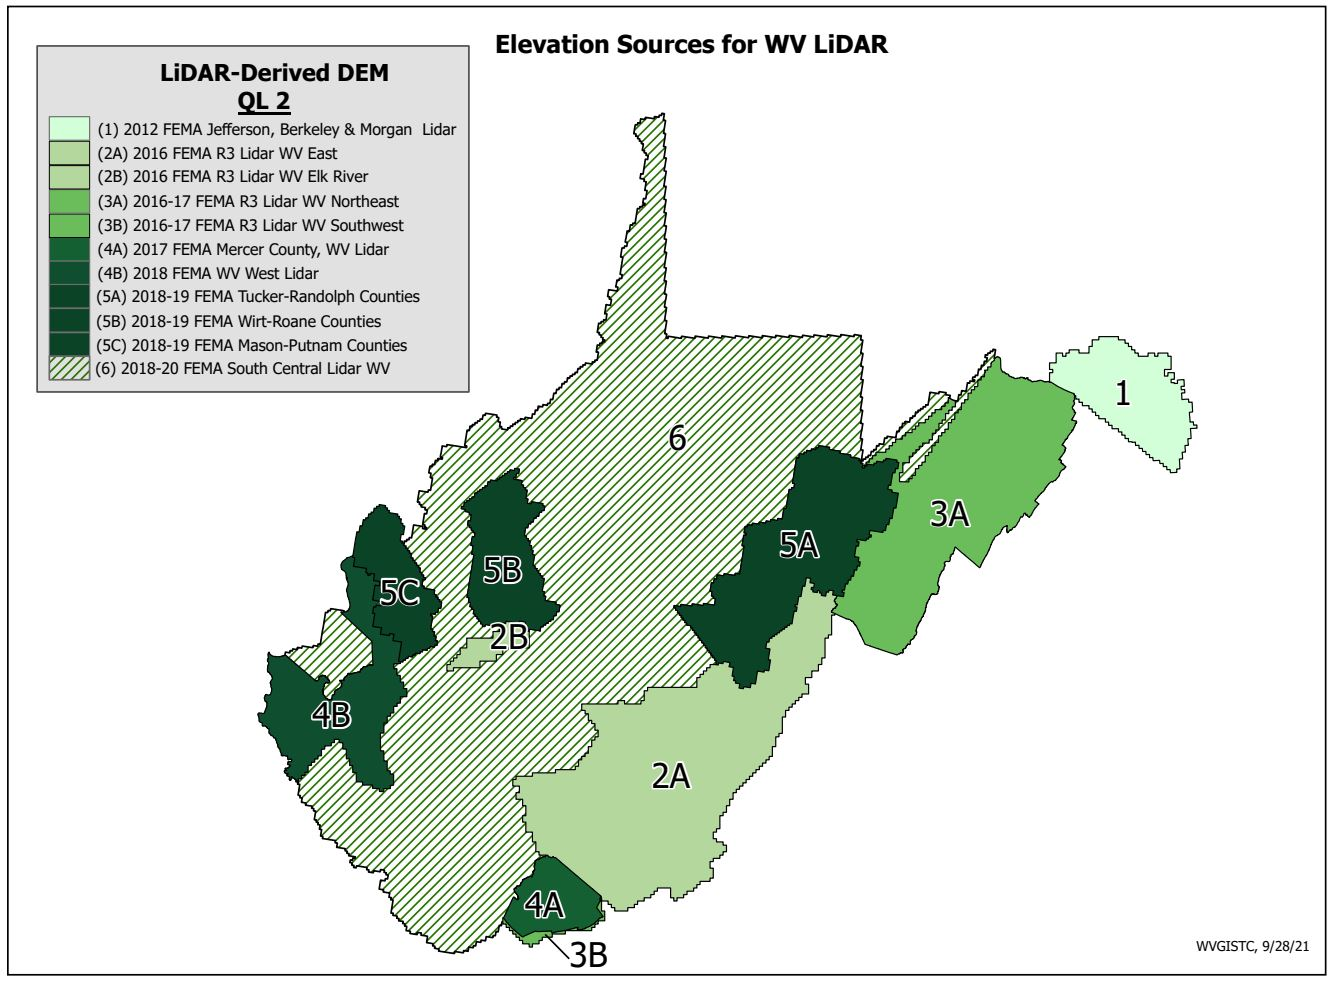 Elevation Sources for WV LiDAR
LiDAR-Derived DEM
QL 2
(1) 2012 FEMA Jefferson, Berkeley & Morgan Lidar
(2A) 2016 FEMA R3 Lidar WV East
(2B) 2016 FEMA R3 Lidar WV Elk River
(3A) 2016-17 FEMA R3 Lidar WV Northeast
(3B) 2016-17 FEMA R3 Lidar WV Southwest
(4A) 2017 FEMA Mercer County, WV Lidar
(4B) 2018 FEMA WV West Lidar
(5A) 2018-19 FEMA Tucker-Randolph Counties
(5B) 2018-19 FEMA Wirt-Roane Counties
(5C) 2018-19 FEMA Mason-Putnam Counties
(6) 2018-20 FEMA South Central Lidar WV
1
6
3A
5A
5B
5C
2B
4B
2A
4A
3B
WVGISTC, 9/28/21